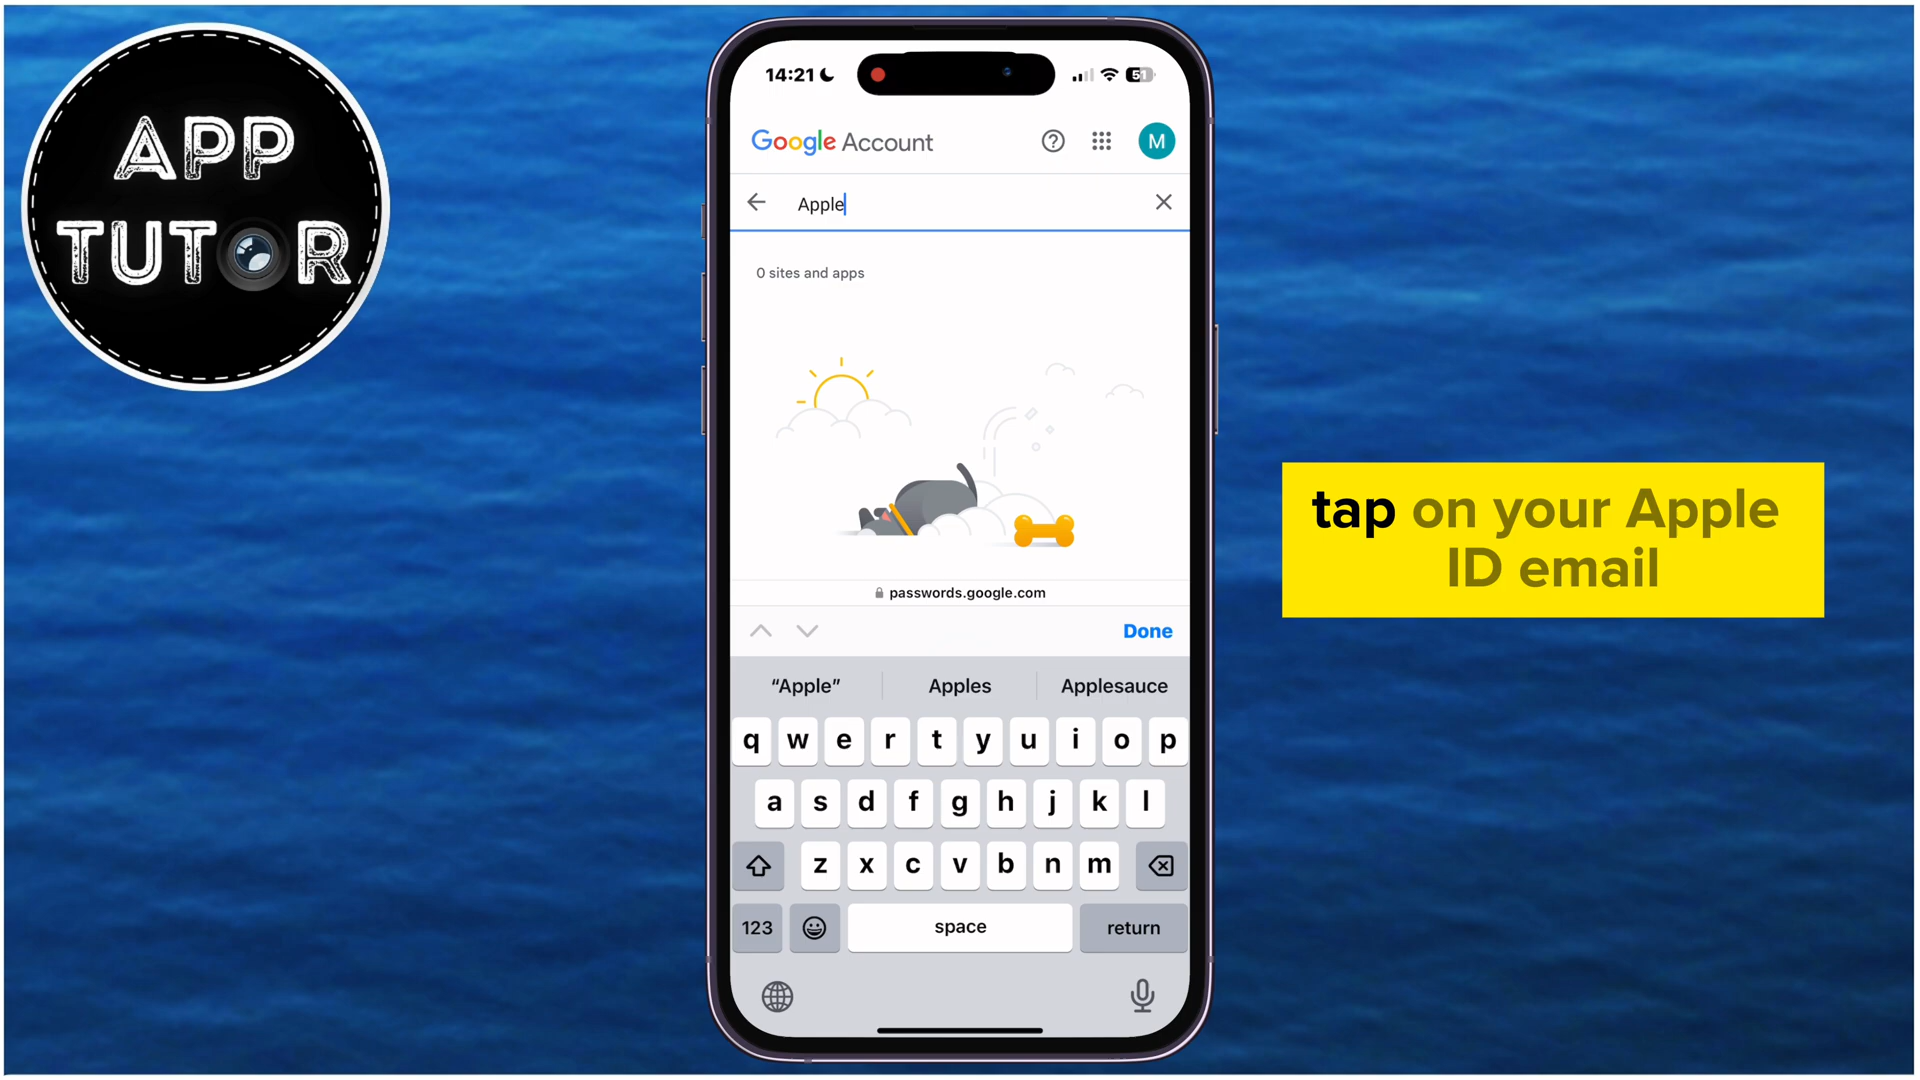 APP
TUTOR
14:21
51
Google Account
M
Apple
0 sites and apps
passwords.google.com
Done
“Apple” Apples Applesauce
q w e r t y u i o p
a s d f g h j k l
z x c v b n m
123 space return
tap on your Apple
ID email